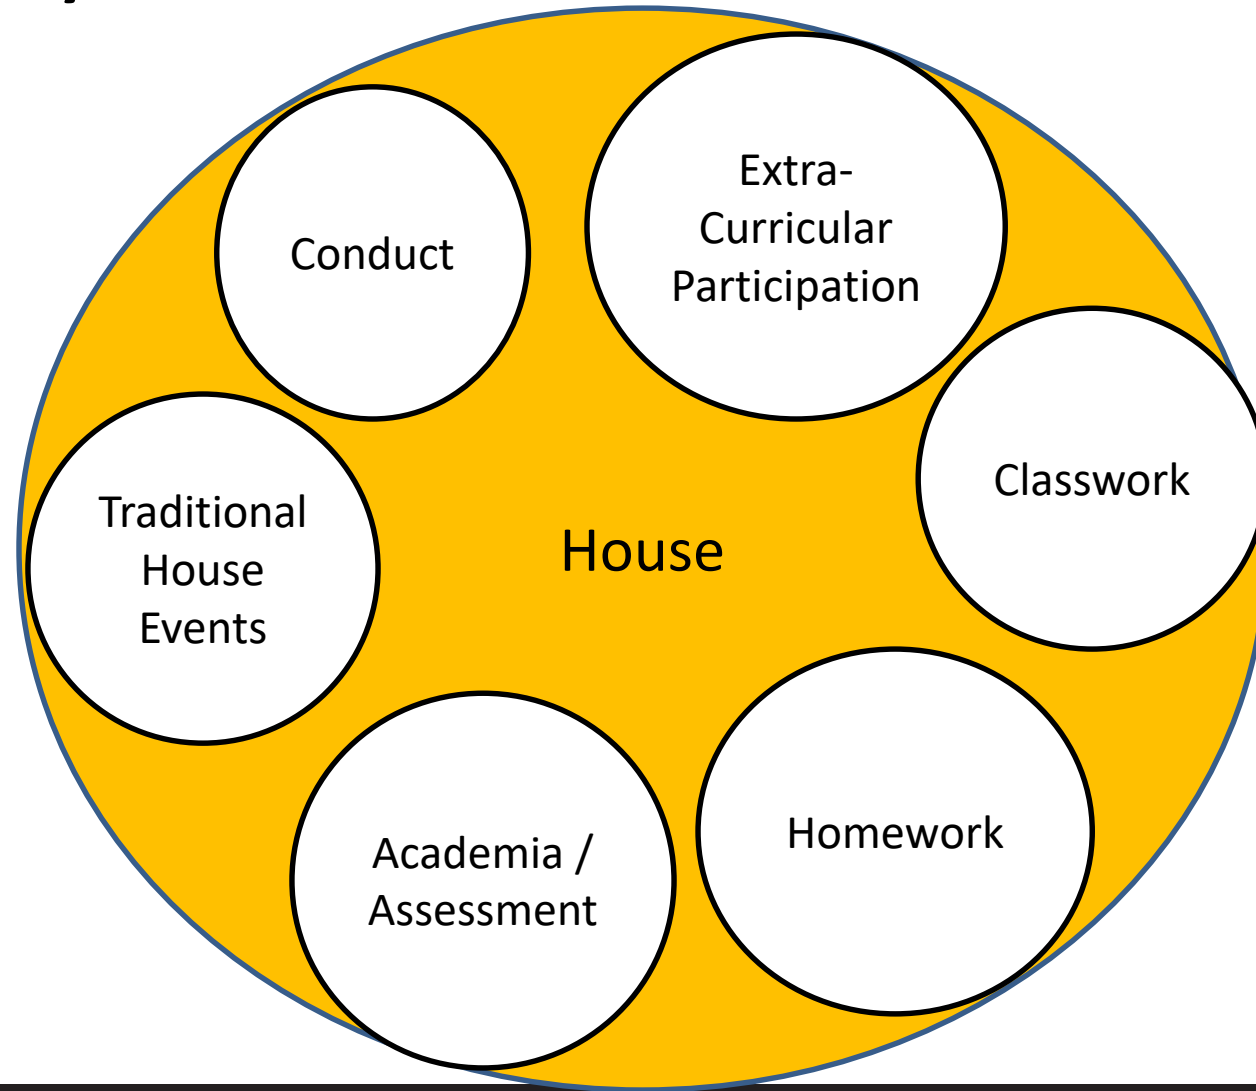 Extra-
Curricular
Participation
Conduct
Classwork
Traditional
House
Events
House
Homework
Academia /
Assessment